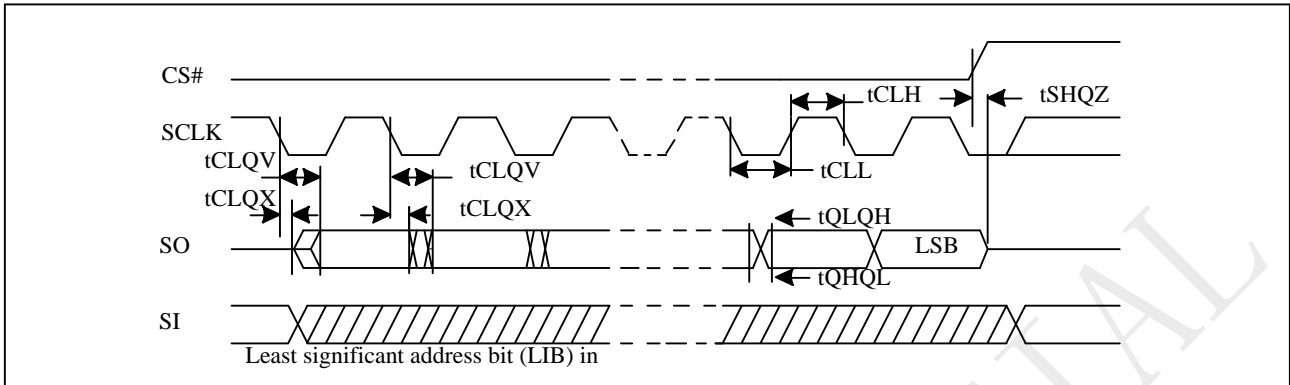 CS#
tCLH
tSHQZ
SCLK
tCLQV
tCLQV
tCLL
tCLQX
tCLQX
tQLQH
SO
LSB
tQHQL
SI
Least significant address bit (LIB) in